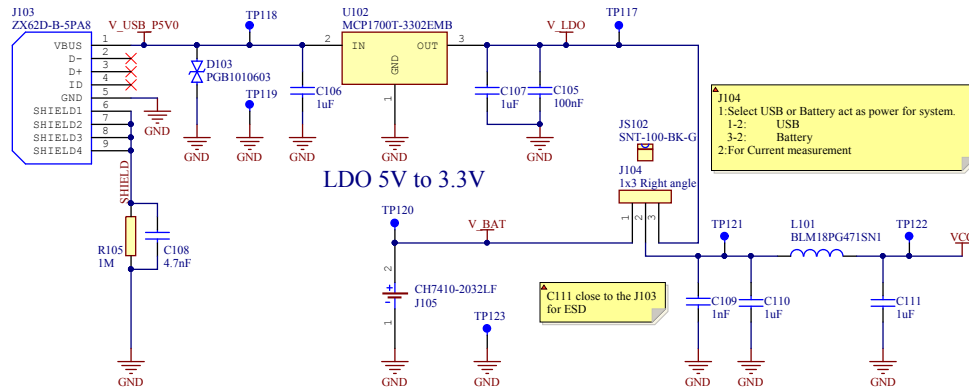 J103
ZX62D-B-5PA8
VBUS 1
D- 2
D+ 3
ID 4
GND 5
SHIELD1 6
SHIELD2 7
SHIELD3 8
SHIELD4 9
V_USB_P5V0
GND
SHIELD
R105
1M
C108
4.7nF
GND
D103
PGB1010603
GND
TP118
TP119
GND
C106
1uF
GND
U102
MCP1700T-3302EMB
2 IN OUT 3
GND
1
GND
V_LDO
TP117
C107
1uF
C105
100nF
GND
LDO 5V to 3.3V
JS102
SNT-100-BK-G
J104
1x3 Right angle
1 2 3
J104
1:Select USB or Battery act as power for system.
1-2: USB
3-2: Battery
2:For Current measurement
TP120
V_BAT
2
CH7410-2032LF
J105
1
GND
TP123
GND
C111 close to the J103
for ESD
TP121
L101
BLM18PG471SN1
TP122
C109
1nF
GND
C110
1uF
GND
C111
1uF
GND